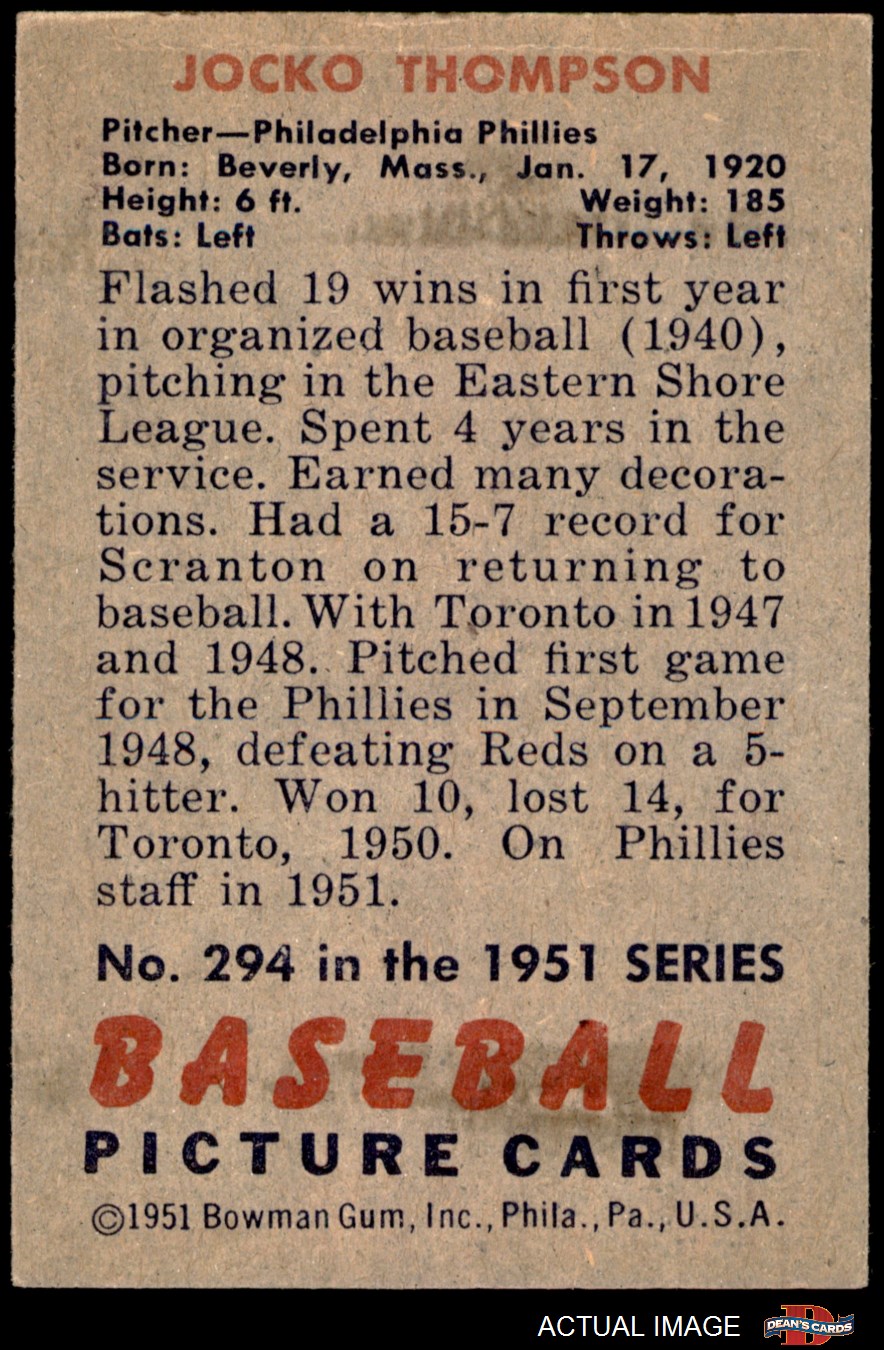 JOCKO THOMPSON
Pitcher—Philadelphia Phillies
Born: Beverly, Mass., Jan. 17, 1920
Height: 6 ft. Weight: 185
Bats: Left Throws: Left
Flashed 19 wins in first year
in organized baseball (1940),
pitching in the Eastern Shore
League. Spent 4 years in the
service. Earned many decora-
tions. Had a 15-7 record for
Scranton on returning to
baseball. With Toronto in 1947
and 1948. Pitched first game
for the Phillies in September
1948, defeating Reds on a 5-
hitter. Won 10, lost 14, for
Toronto, 1950. On Phillies
staff in 1951.
No. 294 in the 1951 SERIES
BASEBALL
PICTURE CARDS
©1951 Bowman Gum, Inc., Phila., Pa., U.S.A.
ACTUAL IMAGE
D
DEAN'S CARDS